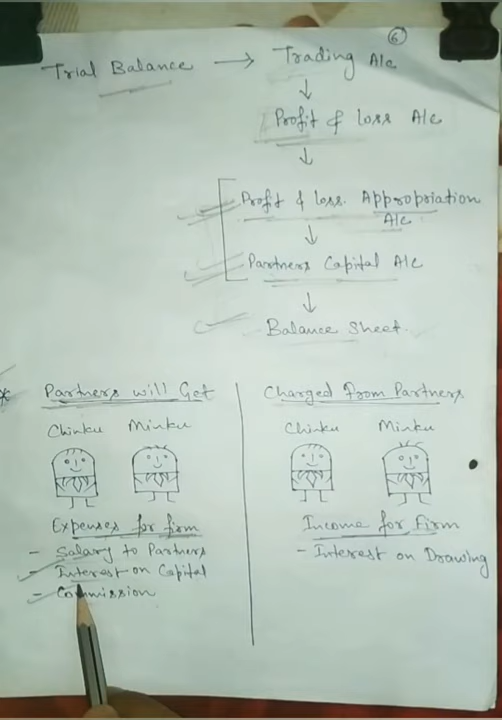 6
Trial Balance → Trading A/c
↓
Profit & loss A/c
↓
Profit & loss. Appropriation
A/c
↓
Partners Capital A/c
↓
Balance Sheet.
* Partners will Get
Chinku Minku
Expenses for firm
- Salary to Partners
- Interest on Capital
- Commission
Charged from Partners
Chinku Minku
Income for Firm
- Interest on Drawing